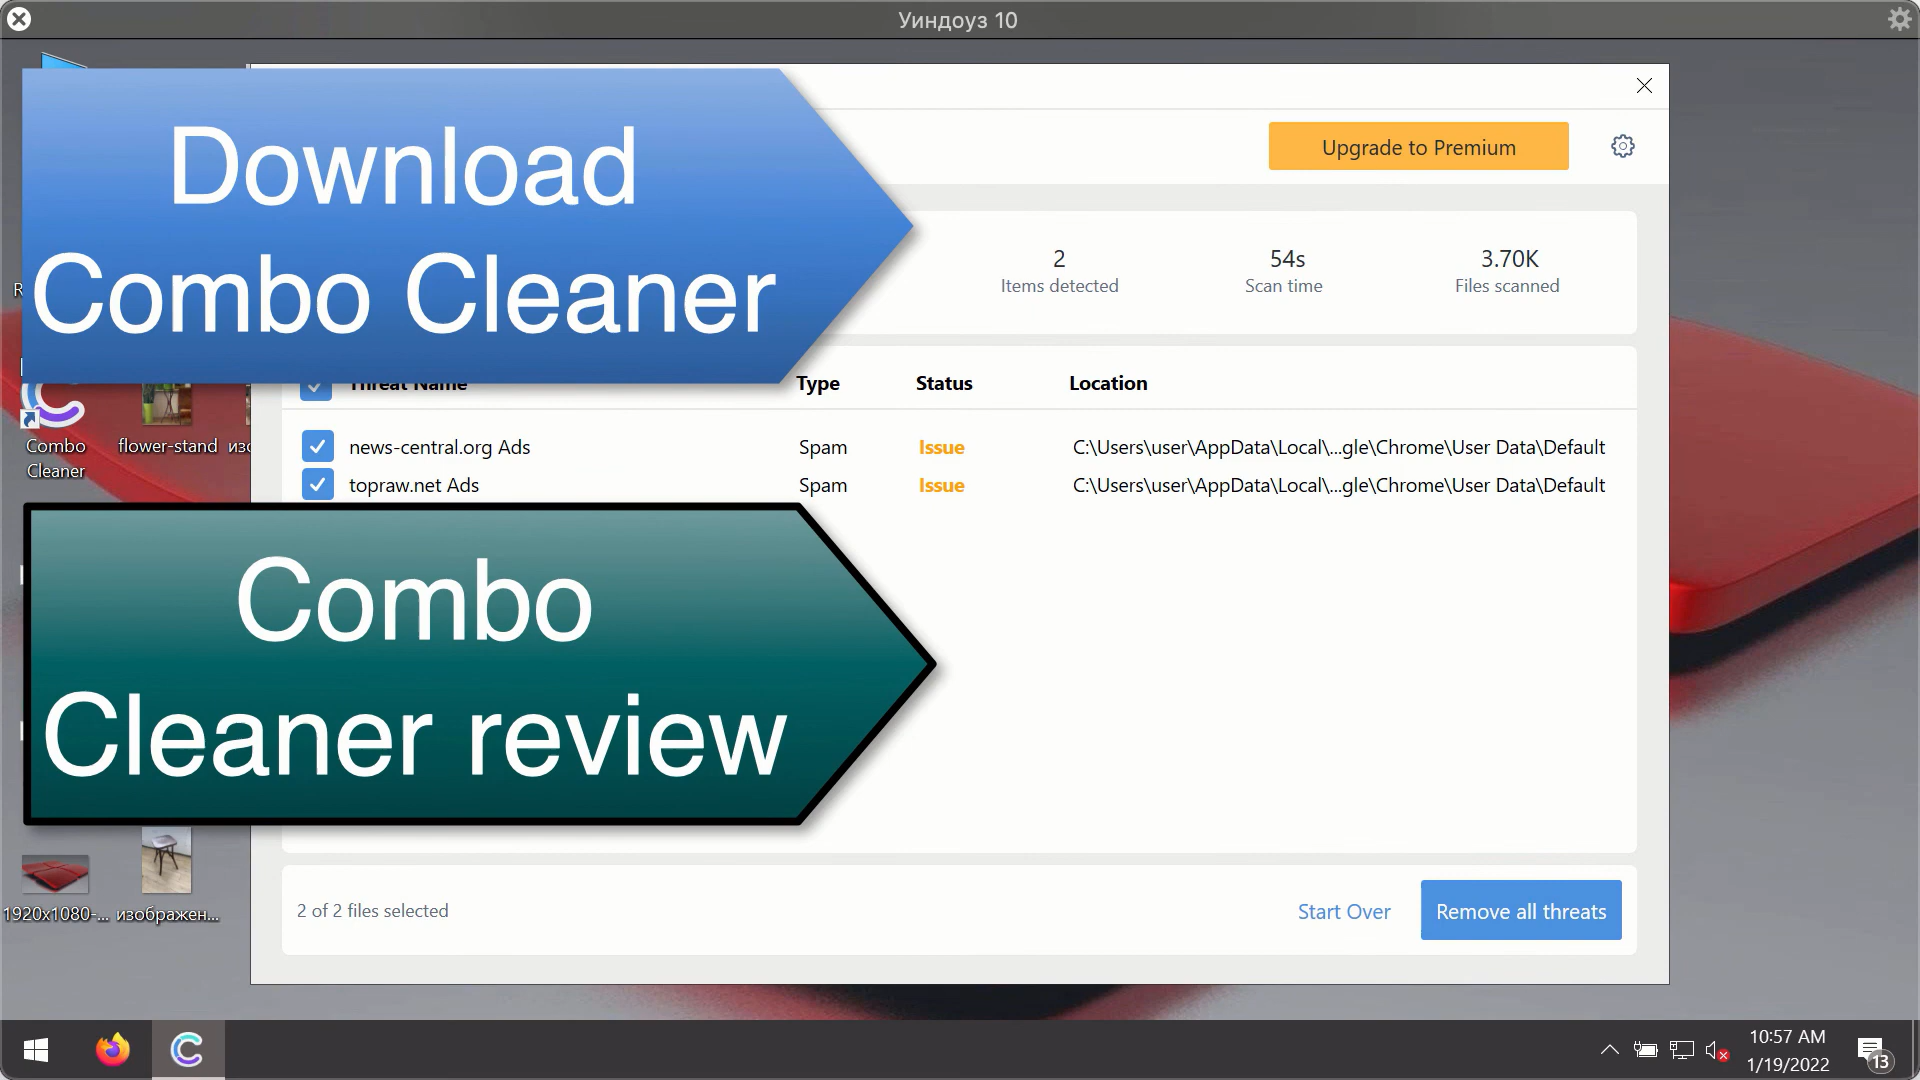 Уиндоуз 10
Download
Combo Cleaner
Upgrade to Premium
2
Items detected
54s
Scan time
3.70K
Files scanned
Threat Name Type Status Location
news-central.org Ads Spam Issue C:\Users\user\AppData\Local\...gle\Chrome\User Data\Default
topraw.net Ads Spam Issue C:\Users\user\AppData\Local\...gle\Chrome\User Data\Default
Combo
Cleaner
flower-stand
изо
Combo
Cleaner review
1920x1080-...
изображен...
2 of 2 files selected
Start Over
Remove all threats
10:57 AM
1/19/2022
13